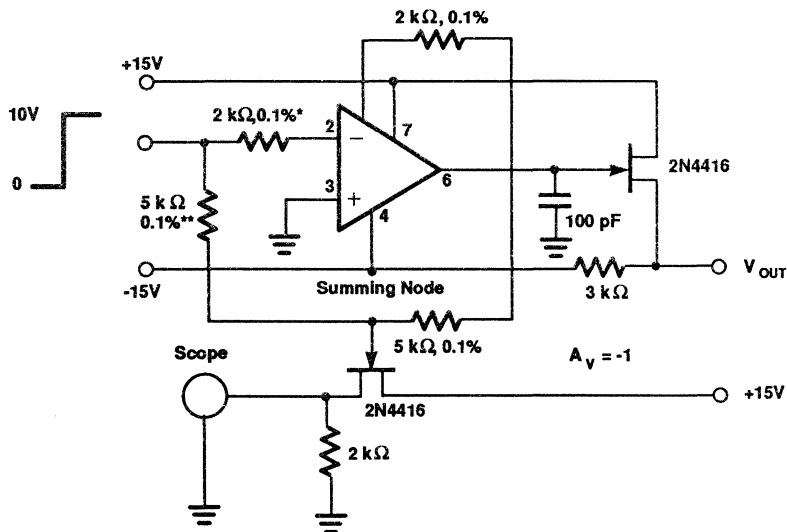 2 kΩ, 0.1%
+15V
10V
2 kΩ,0.1%*
0
2
7
6
3
4
2N4416
5 kΩ
0.1%**
100 pF
-15V
Summing Node
3 kΩ
V OUT
5 kΩ, 0.1%
Scope
A V = -1
2N4416
+15V
2 kΩ